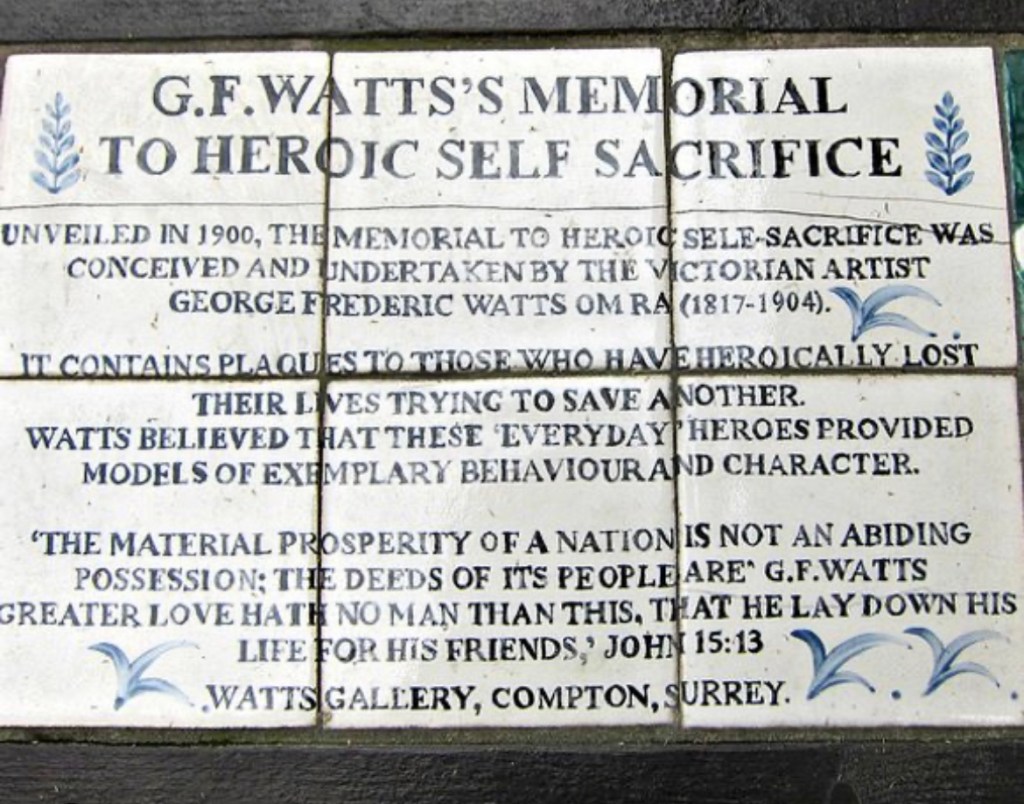 G.F.WATTS'S MEMORIAL
TO HEROIC SELF SACRIFICE
UNVEILED IN 1900, THE MEMORIAL TO HEROIC SELF-SACRIFICE WAS
CONCEIVED AND UNDERTAKEN BY THE VICTORIAN ARTIST
GEORGE FREDERIC WATTS OM RA (1817-1904).
IT CONTAINS PLAQUES TO THOSE WHO HAVE HEROICALLY LOST
THEIR LIVES TRYING TO SAVE ANOTHER.
WATTS BELIEVED THAT THESE 'EVERYDAY' HEROES PROVIDED
MODELS OF EXEMPLARY BEHAVIOUR AND CHARACTER.
'THE MATERIAL PROSPERITY OF A NATION IS NOT AN ABIDING
POSSESSION: THE DEEDS OF ITS PEOPLE ARE' G.F.WATTS
GREATER LOVE HATH NO MAN THAN THIS, THAT HE LAY DOWN HIS
LIFE FOR HIS FRIENDS,' JOHN 15:13
WATTS GALLERY, COMPTON, SURREY.